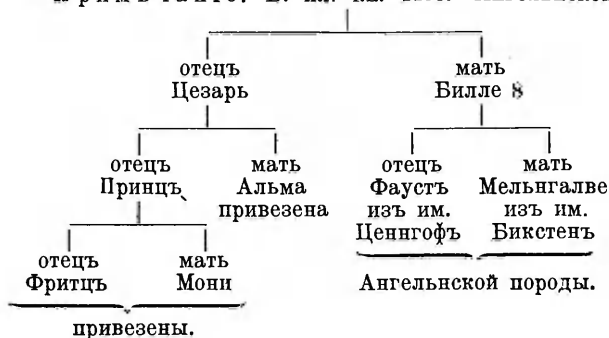 отецъ мать
Цезарь Билле 8
отецъ мать отецъ мать
Принцъ Альма Фаустъ Мельнгалве
привезена изъ им. изъ им.
Ценнгофъ Бикстенъ
отецъ мать
Фритцъ Мони Ангельнской породы.
привезены.